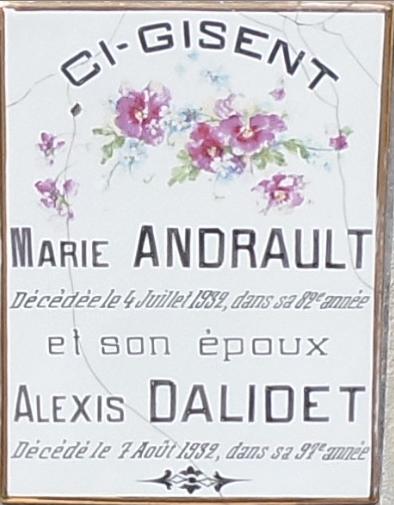 CI-GISENT
MARIE ANDRAULT
Décédée le 4 Juillet 1932, dans sa 82e année
et son époux
ALEXIS DALIDET
Décédé le 7 Août 1932, dans sa 92e année